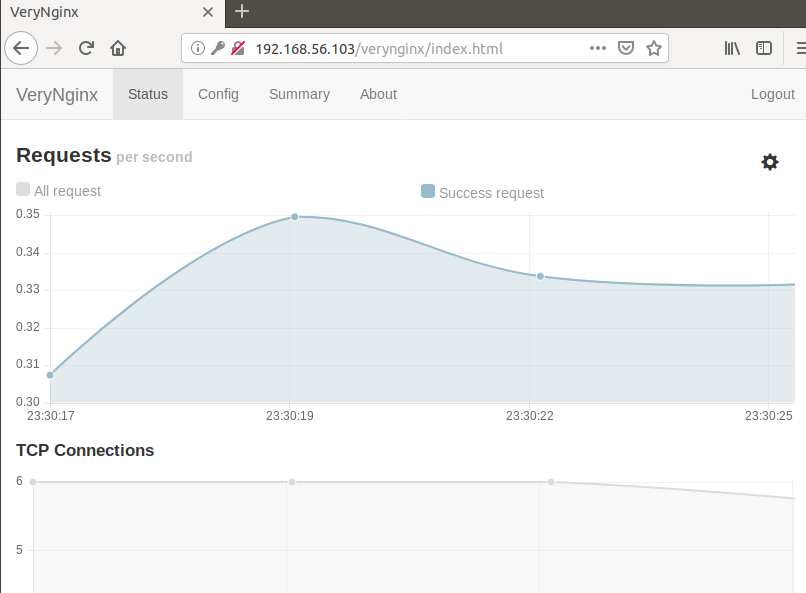 VeryNginx
192.168.56.103/verynginx/index.html
VeryNginx Status Config Summary About Logout
Requests per second
All request Success request
0.35
0.34
0.33
0.32
0.31
0.30
23:30:17 23:30:19 23:30:22 23:30:25
TCP Connections
6
5